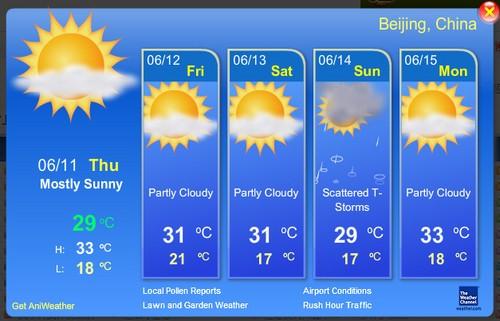 Beijing, China
06/11 Thu
Mostly Sunny
29 °C
H: 33 °C
L: 18 °C
06/12
Fri
Partly Cloudy
31 °C
21 °C
06/13
Sat
Partly Cloudy
31 °C
17 °C
06/14
Sun
Scattered T-
Storms
29 °C
17 °C
06/15
Mon
Partly Cloudy
33 °C
18 °C
Local Pollen Reports
Airport Conditions
Lawn and Garden Weather
Rush Hour Traffic
Get AniWeather
The
Weather
Channel
weather.com